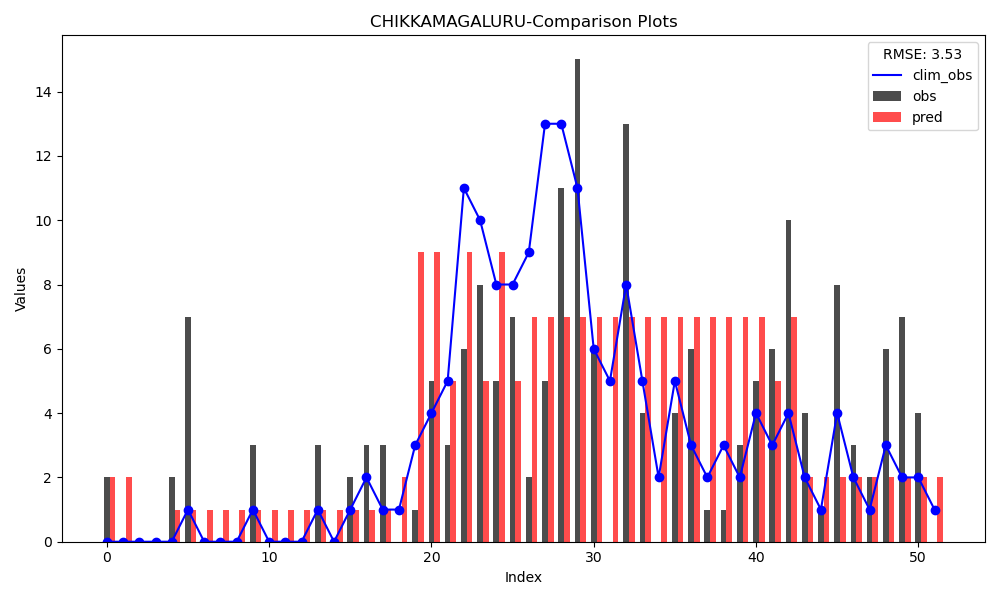 CHIKKAMAGALURU-Comparison Plots
RMSE: 3.53
clim_obs
obs
pred
Values
14
12
10
8
6
4
2
0
0 10 20 30 40 50
Index